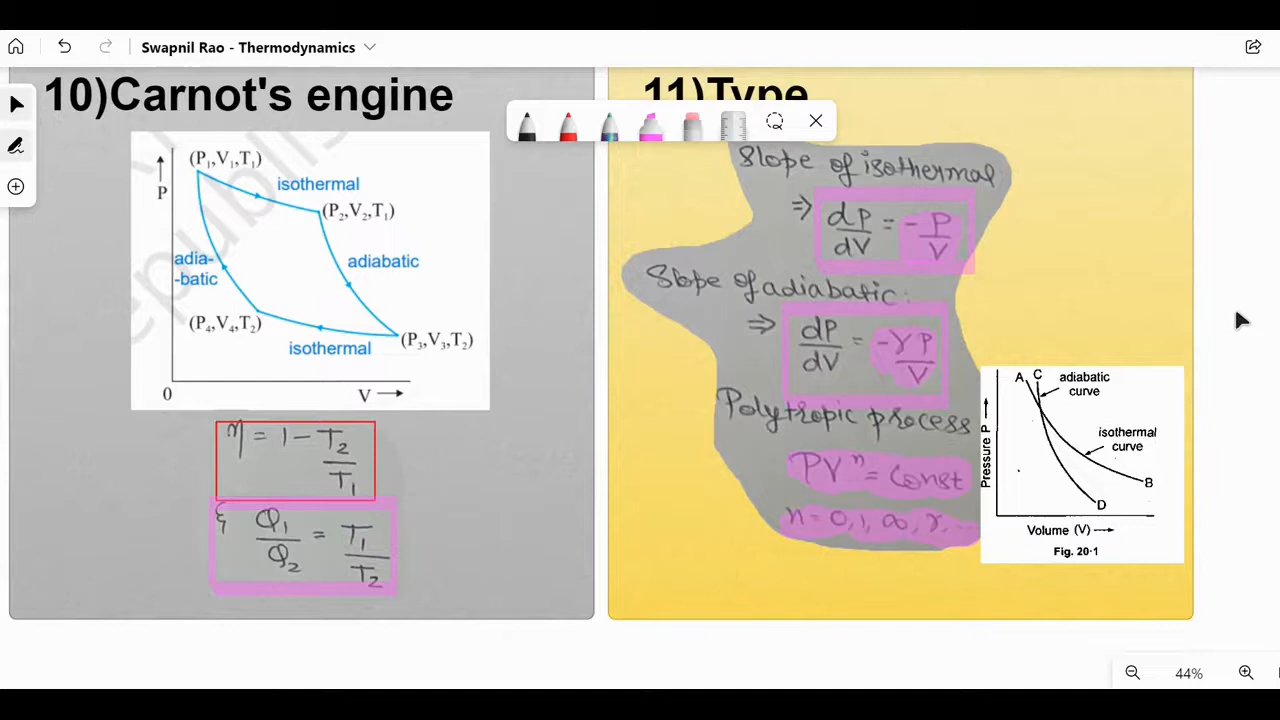 Swapnil Rao - Thermodynamics
10)Carnot's engine
(P₁,V₁,T₁)
P
isothermal
(P₂,V₂,T₁)
adia-
-batic
adiabatic
(P₄,V₄,T₂)
isothermal
(P₃,V₃,T₂)
0
V
η = 1 - T₂/T₁
ξ Q₁/Q₂ = T₁/T₂
11)Type
Slope of isothermal
⇒ dP/dV = -P/V
Slope of adiabatic:
⇒ dP/dV = -γP/V
Polytropic process
PVⁿ = Const
n = 0, 1, ∞, γ, ...
A C
adiabatic
curve
isothermal
curve
Pressure P
B
D
Volume (V)
Fig. 20·1
44%